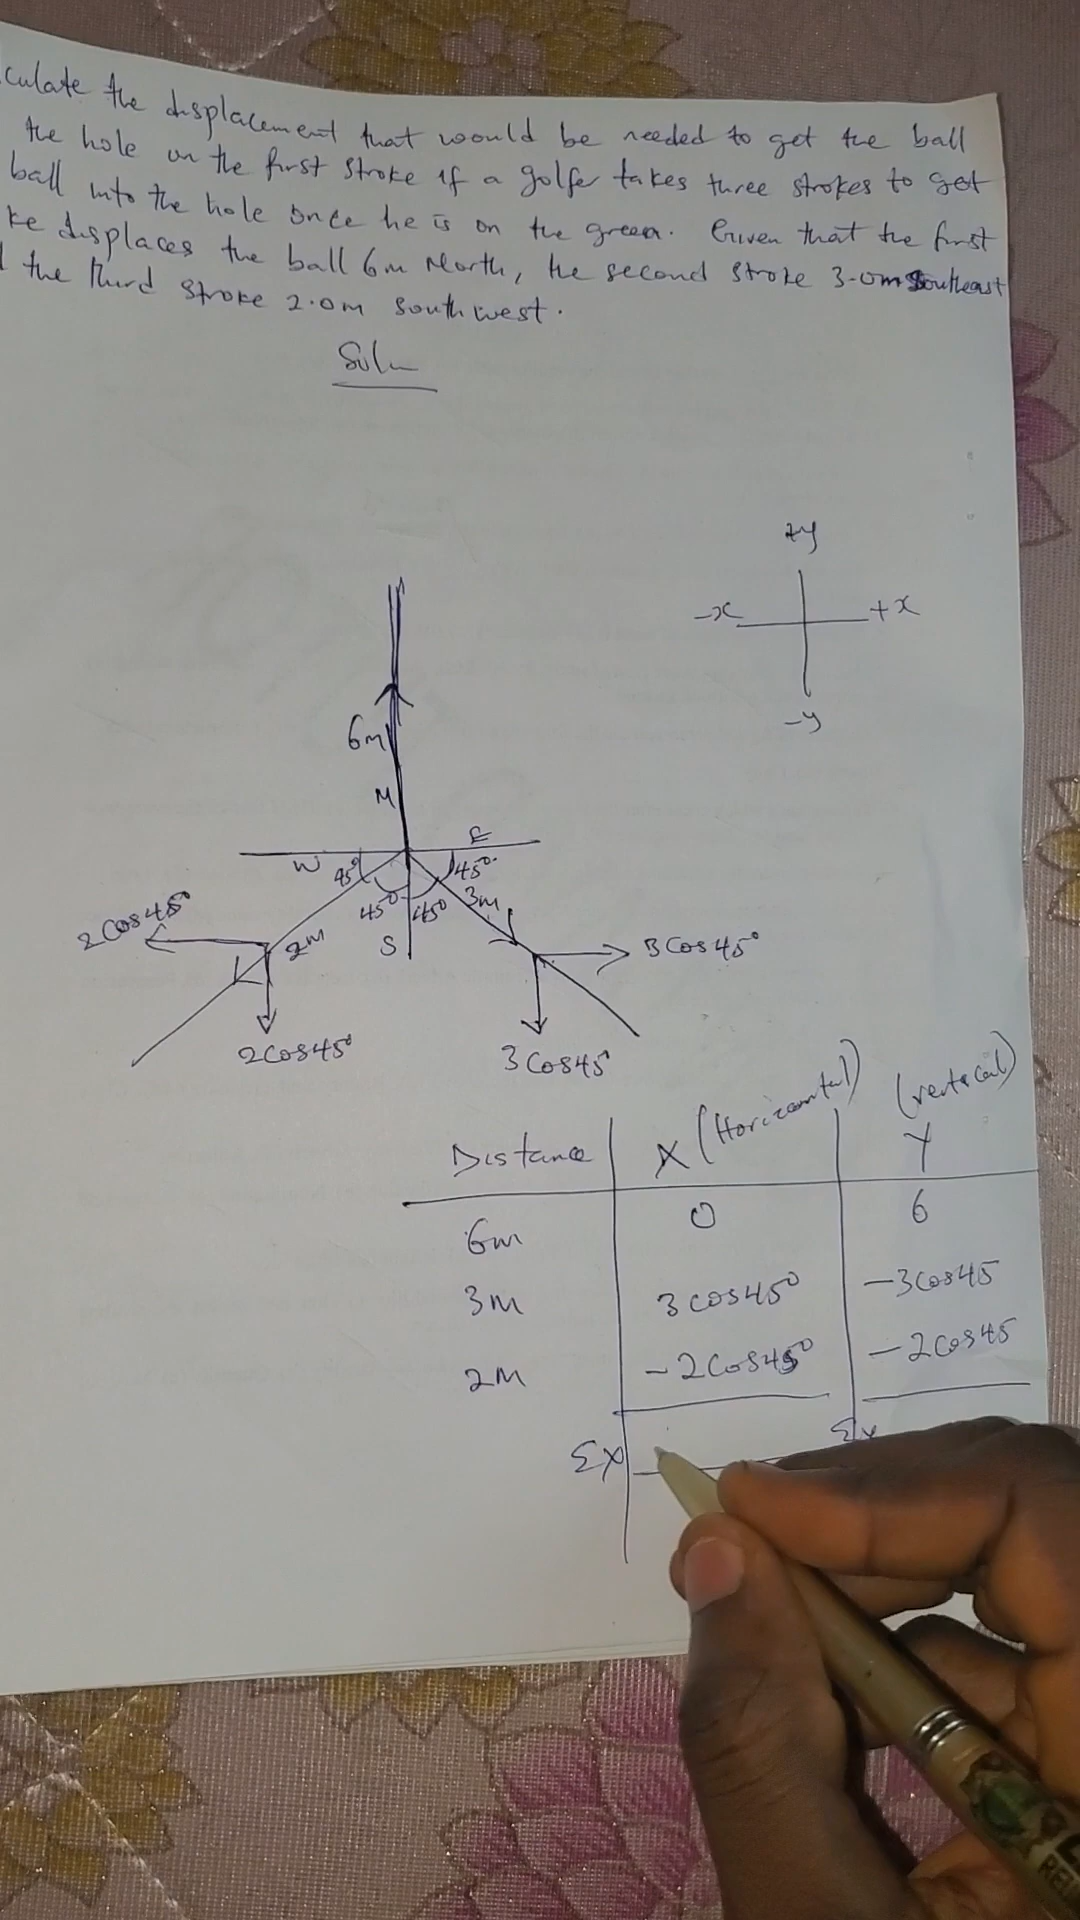 culate the displacement that would be needed to get the ball
the hole on the first stroke if a golfer takes three strokes to get
ball into the hole once he is on the green. Given that the first
ke displaces the ball 6m North, the second stroke 3.0m Southeast
the third stroke 2.0m southwest.
Soln
+y
-x +x
-y
6m
N
W E
45° 45°
45° 45° 3m
2m S
2cos45° 3cos45°
2cos45° 3cos45°
Distance X (Horizontal) Y (vertical)
6m 0 6
3m 3cos45° -3cos45
2m -2cos45° -2cos45
ΣX
REL